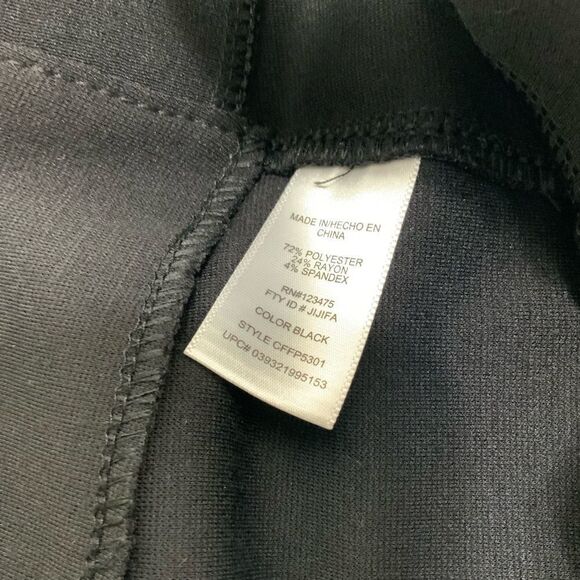 MADE IN/HECHO EN
CHINA
72% POLYESTER
24% RAYON
4% SPANDEX
RN#123475
FTY ID # JIJIFA
COLOR BLACK
STYLE CFFP5301
UPC# 039321995153